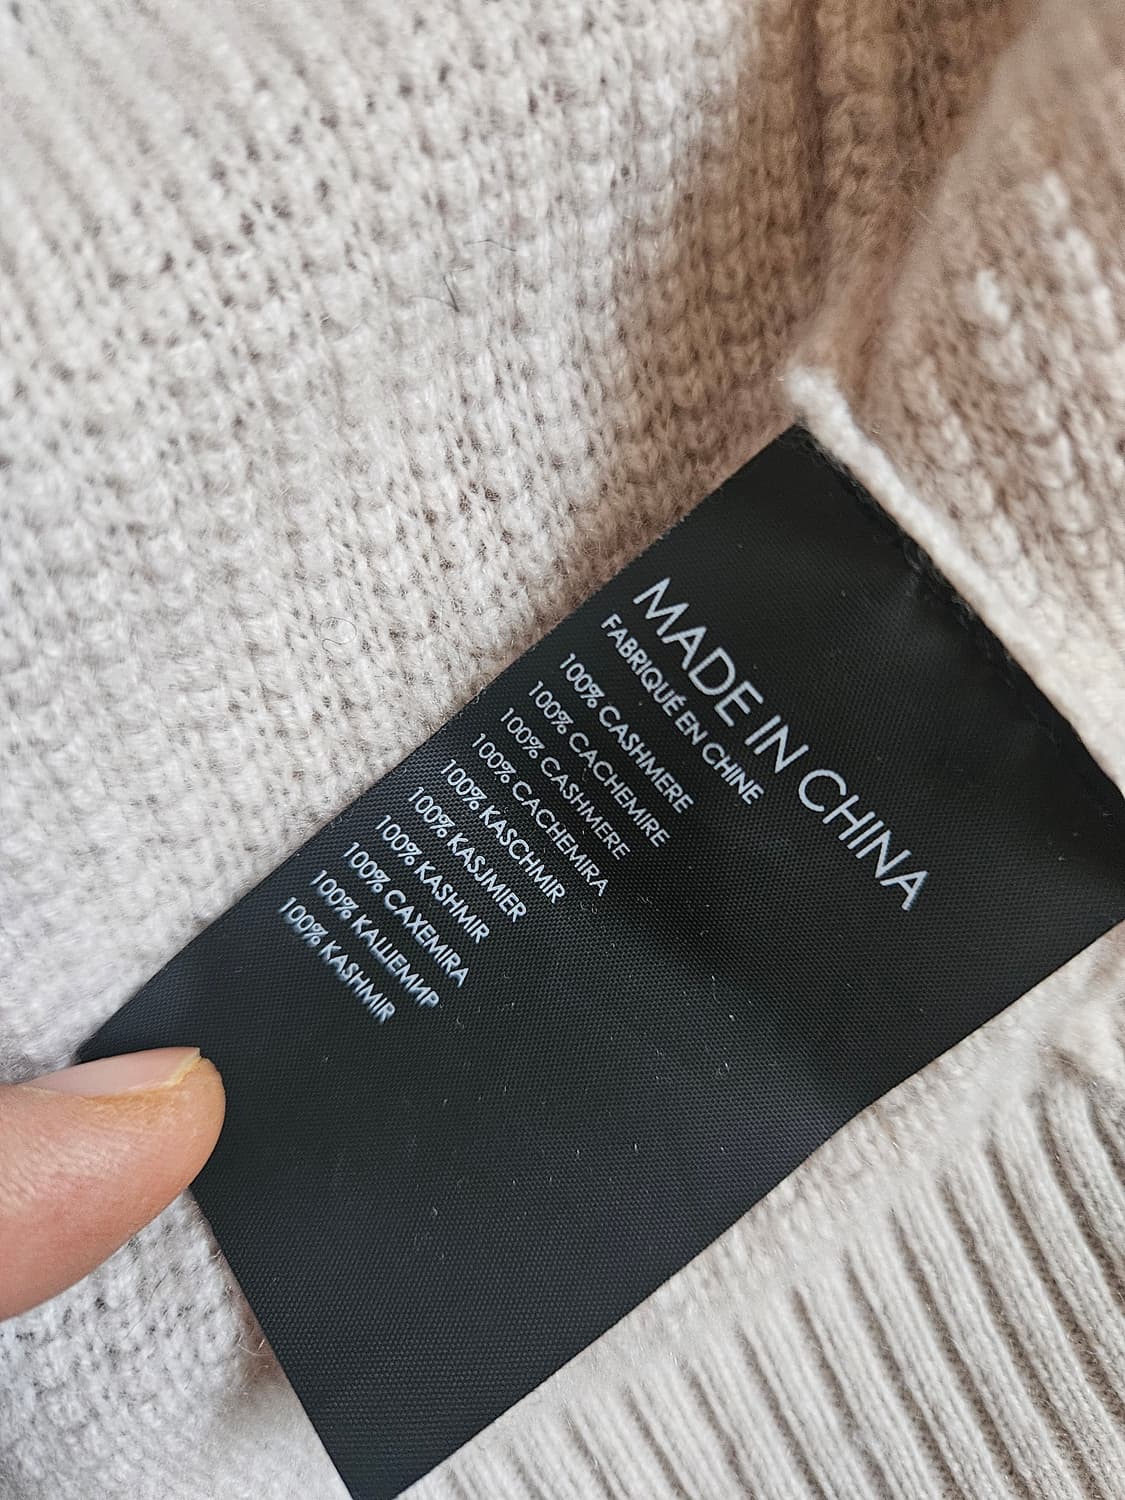 MADE IN CHINA
FABRIQUÉ EN CHINE
100% CASHMERE
100% CACHEMIRE
100% CASHMERE
100% CACHEMIRA
100% KASCHMIR
100% KASJMIER
100% KASHMIR
100% CAXEMIRA
100% КАШЕМИР
100% KASHMIR